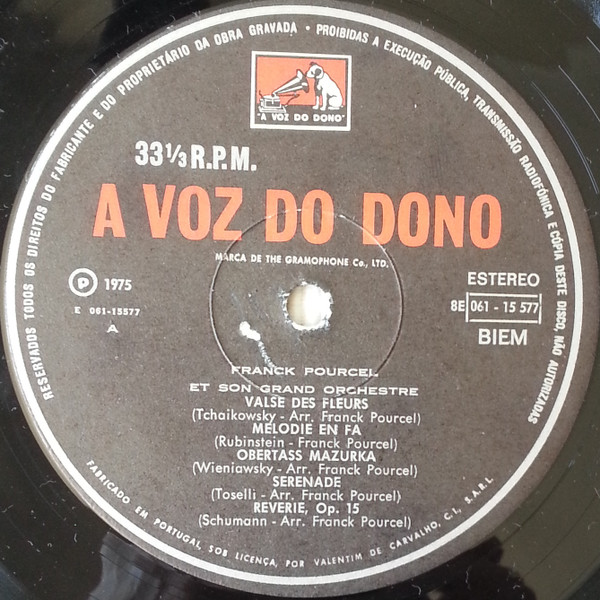 RESERVADOS TODOS OS DIREITOS DO FABRICANTE E DO PROPRIETÁRIO DA OBRA GRAVADA • PROIBIDAS A EXECUÇÃO PÚBLICA, TRANSMISSÃO RADIOFÓNICA E CÓPIA DESTE DISCO, NÃO AUTORIZADAS
"A VOZ DO DONO"
33 1/3 R.P.M.
A VOZ DO DONO
MARCA DE THE GRAMOPHONE Co., LTD.
Ⓟ 1975
E 061-15577
A
ESTEREO
8E 061 - 15 577
BIEM
FRANCK POURCEL
ET SON GRAND ORCHESTRE
VALSE DES FLEURS
(Tchaikowsky - Arr. Franck Pourcel)
MELODIE EN FA
(Rubinstein - Franck Pourcel)
OBERTASS MAZURKA
(Wieniawsky - Arr. Franck Pourcel)
SERENADE
(Toselli - Arr. Franck Pourcel)
REVERIE, Op. 15
(Schumann - Arr. Franck Pourcel)
FABRICADO EM PORTUGAL, SOB LICENÇA, POR VALENTIM DE CARVALHO, C.I., S.A.R.L